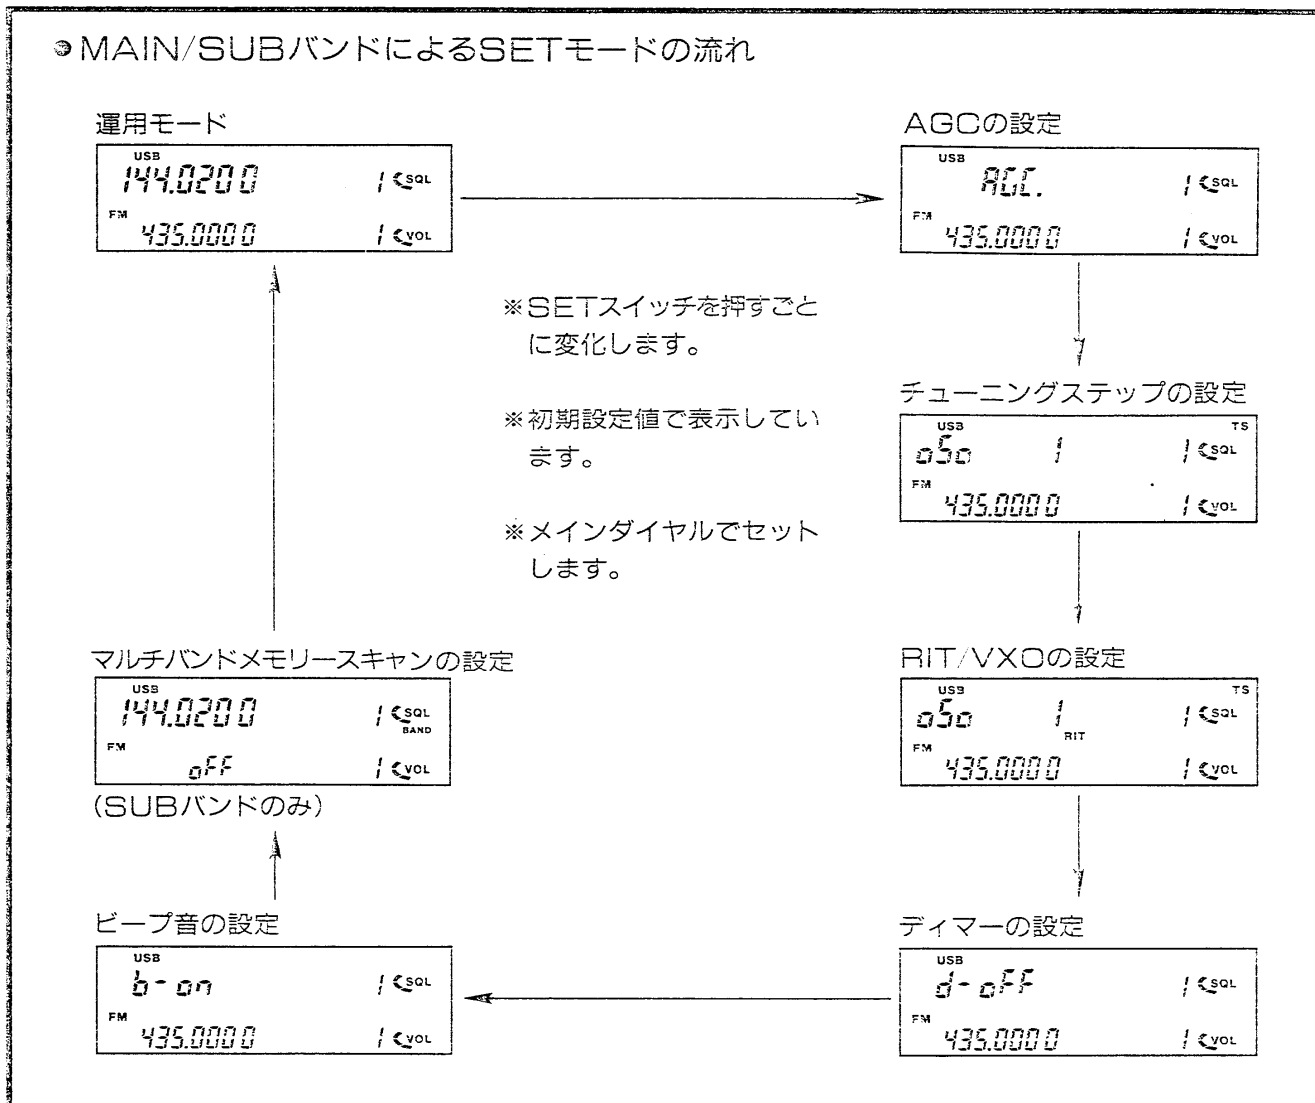 MAIN/SUBバンドによるSETモードの流れ
運用モード
USB
144.0200
1 SQL
FM
435.0000
1 VOL
AGCの設定
USB
AGC.
1 SQL
FM
435.0000
1 VOL
※SETスイッチを押すごと
に変化します。
※初期設定値で表示してい
ます。
※メインダイヤルでセット
します。
チューニングステップの設定
USB
TS
oSo 1
1 SQL
FM
435.0000
1 VOL
RIT/VXOの設定
USB
TS
oSo 1
1 SQL
RIT
FM
435.0000
1 VOL
ディマーの設定
USB
d-oFF
1 SQL
FM
435.0000
1 VOL
ビープ音の設定
USB
b-on
1 SQL
FM
435.0000
1 VOL
マルチバンドメモリースキャンの設定
USB
144.0200
1 SQL
BAND
FM
oFF
1 VOL
(SUBバンドのみ)